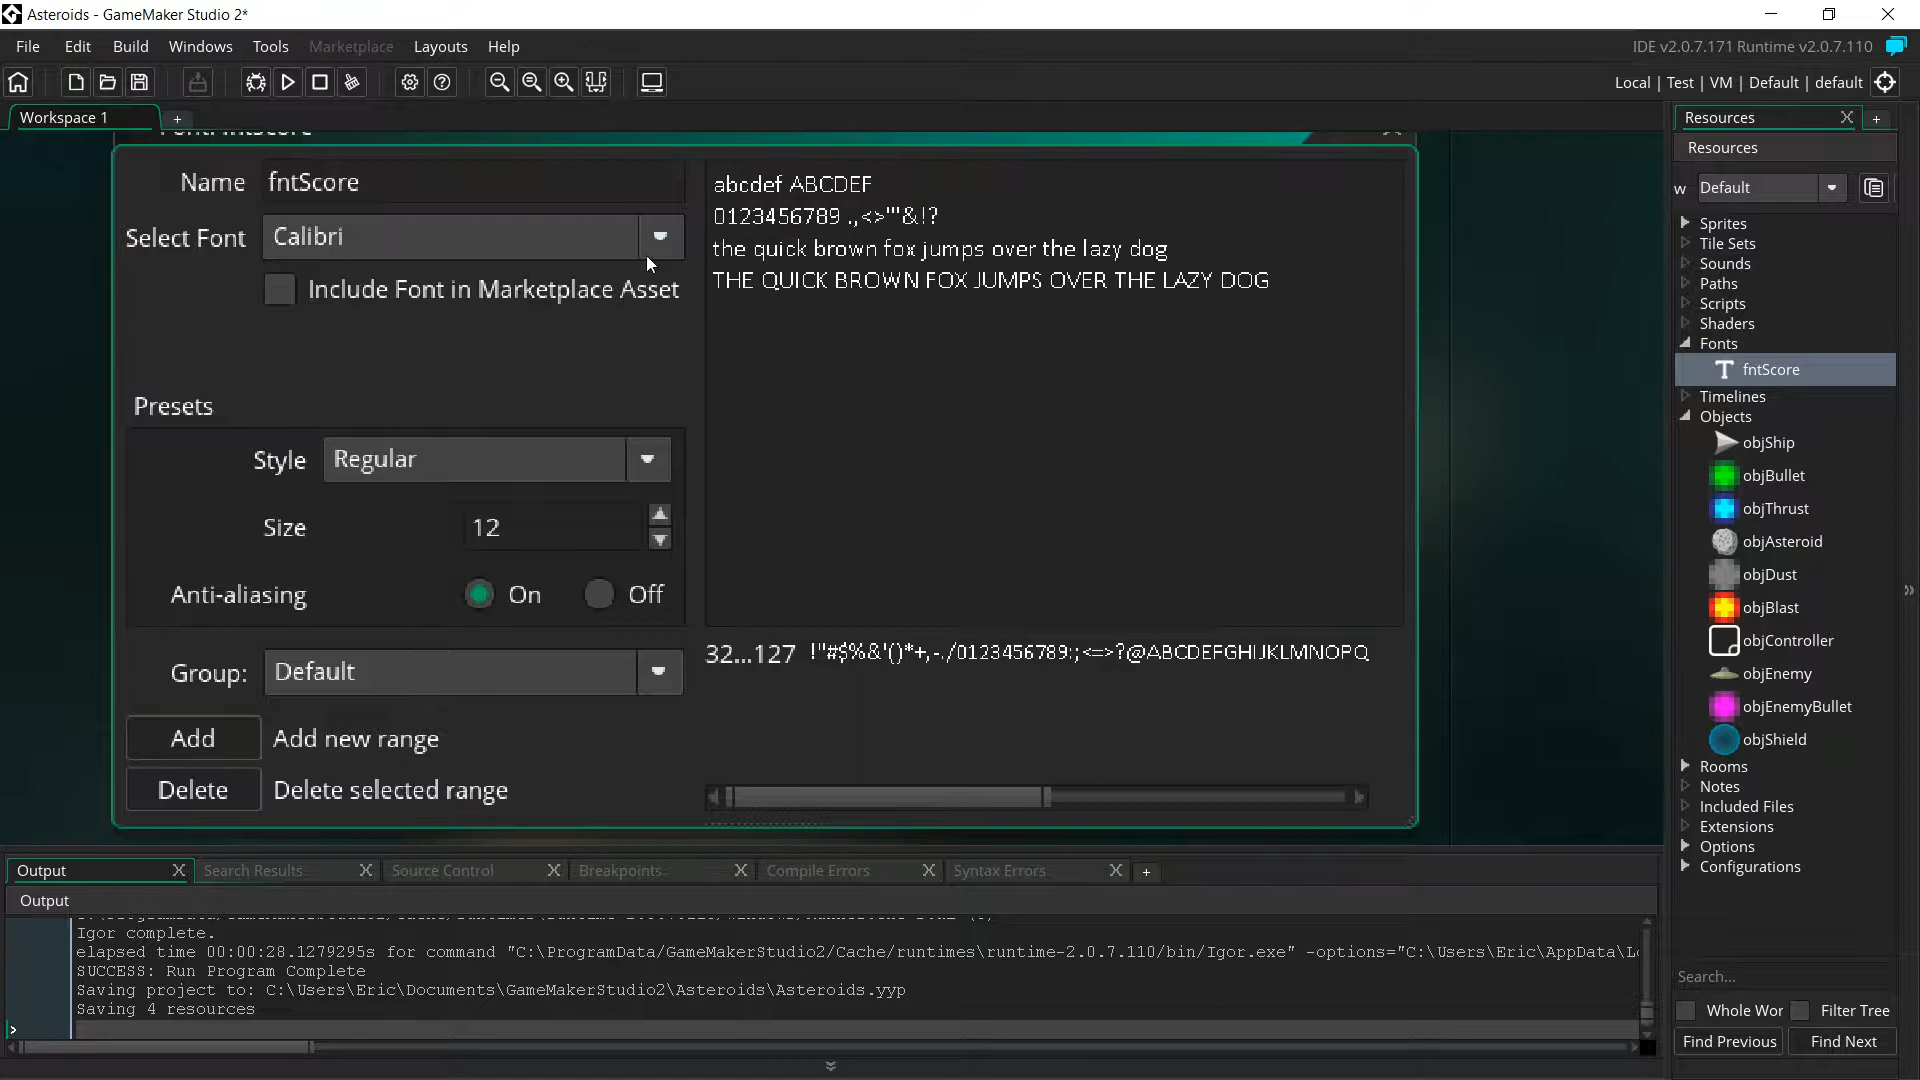 Asteroids - GameMaker Studio 2*
File Edit Build Windows Tools Marketplace Layouts Help
IDE v2.0.7.171 Runtime v2.0.7.110
Local | Test | VM | Default | default
Workspace 1
+
Name fntScore
Select Font Calibri
Include Font in Marketplace Asset
Presets
Style Regular
Size 12
Anti-aliasing On Off
Group: Default
Add Add new range
Delete Delete selected range
abcdef ABCDEF
0123456789 .,<>"'&!?
the quick brown fox jumps over the lazy dog
THE QUICK BROWN FOX JUMPS OVER THE LAZY DOG
32...127 !"#$%&'()*+,-./0123456789:;<=>?@ABCDEFGHIJKLMNOPQ
Resources X +
Resources
w Default
Sprites
Tile Sets
Sounds
Paths
Scripts
Shaders
Fonts
fntScore
Timelines
Objects
objShip
objBullet
objThrust
objAsteroid
objDust
objBlast
objController
objEnemy
objEnemyBullet
objShield
Rooms
Notes
Included Files
Extensions
Options
Configurations
Search...
Whole Wor Filter Tree
Find Previous Find Next
Output X Search Results X Source Control X Breakpoints X Compile Errors X Syntax Errors X +
Output
Igor complete.
elapsed time 00:00:28.1279295s for command "C:\ProgramData/GameMakerStudio2/Cache/runtimes\runtime-2.0.7.110/bin/Igor.exe" -options="C:\Users\Eric\AppData\Lo
SUCCESS: Run Program Complete
Saving project to: C:\Users\Eric\Documents\GameMakerStudio2\Asteroids\Asteroids.yyp
Saving 4 resources
>